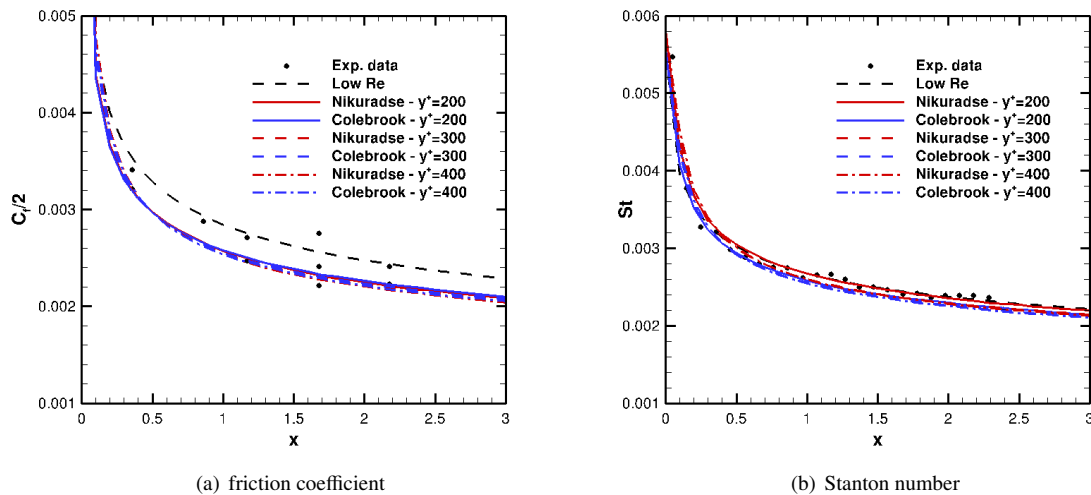 0.005
0.004
0.003
0.002
0.001
C_f/2
0
0.5
1
1.5
2
2.5
3
x
Exp. data
Low Re
Nikuradse - y⁺=200
Colebrook - y⁺=200
Nikuradse - y⁺=300
Colebrook - y⁺=300
Nikuradse - y⁺=400
Colebrook - y⁺=400
(a) friction coefficient
0.006
0.005
0.004
0.003
0.002
0.001
St
0
0.5
1
1.5
2
2.5
3
x
Exp. data
Low Re
Nikuradse - y⁺=200
Colebrook - y⁺=200
Nikuradse - y⁺=300
Colebrook - y⁺=300
Nikuradse - y⁺=400
Colebrook - y⁺=400
(b) Stanton number